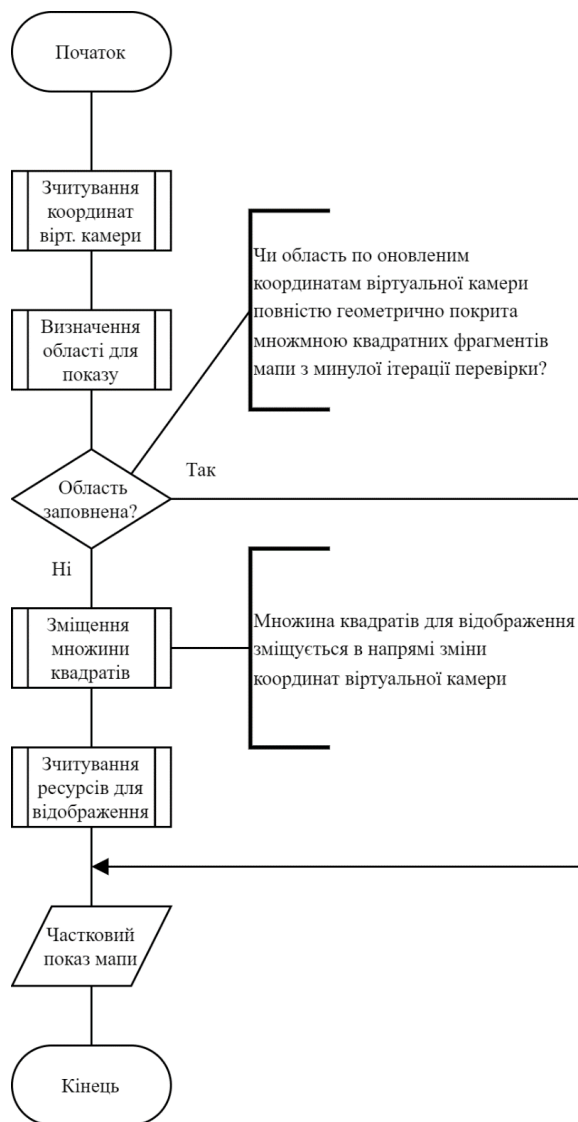 Початок
Зчитування
координат
вірт. камери
Чи область по оновленим
координатам віртуальної камери
повністю геометрично покрита
множмною квадратних фрагментів
мапи з минулої ітерації перевірки?
Визначення
області для
показу
Область
заповнена?
Так
Ні
Зміщення
множини
квадратів
Множина квадратів для відображення
зміщується в напрямі зміни
координат віртуальної камери
Зчитування
ресурсів для
відображення
Частковий
показ мапи
Кінець